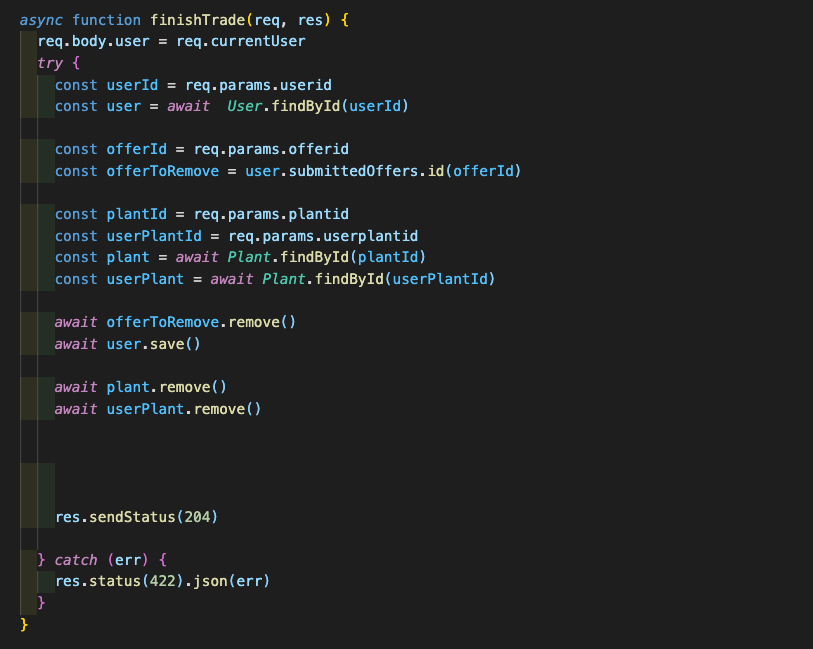 async function finishTrade(req, res) {
req.body.user = req.currentUser
try {
const userId = req.params.userid
const user = await  User.findById(userId)
const offerId = req.params.offerid
const offerToRemove = user.submittedOffers.id(offerId)
const plantId = req.params.plantid
const userPlantId = req.params.userplantid
const plant = await Plant.findById(plantId)
const userPlant = await Plant.findById(userPlantId)
await offerToRemove.remove()
await user.save()
await plant.remove()
await userPlant.remove()
res.sendStatus(204)
} catch (err) {
res.status(422).json(err)
}
}